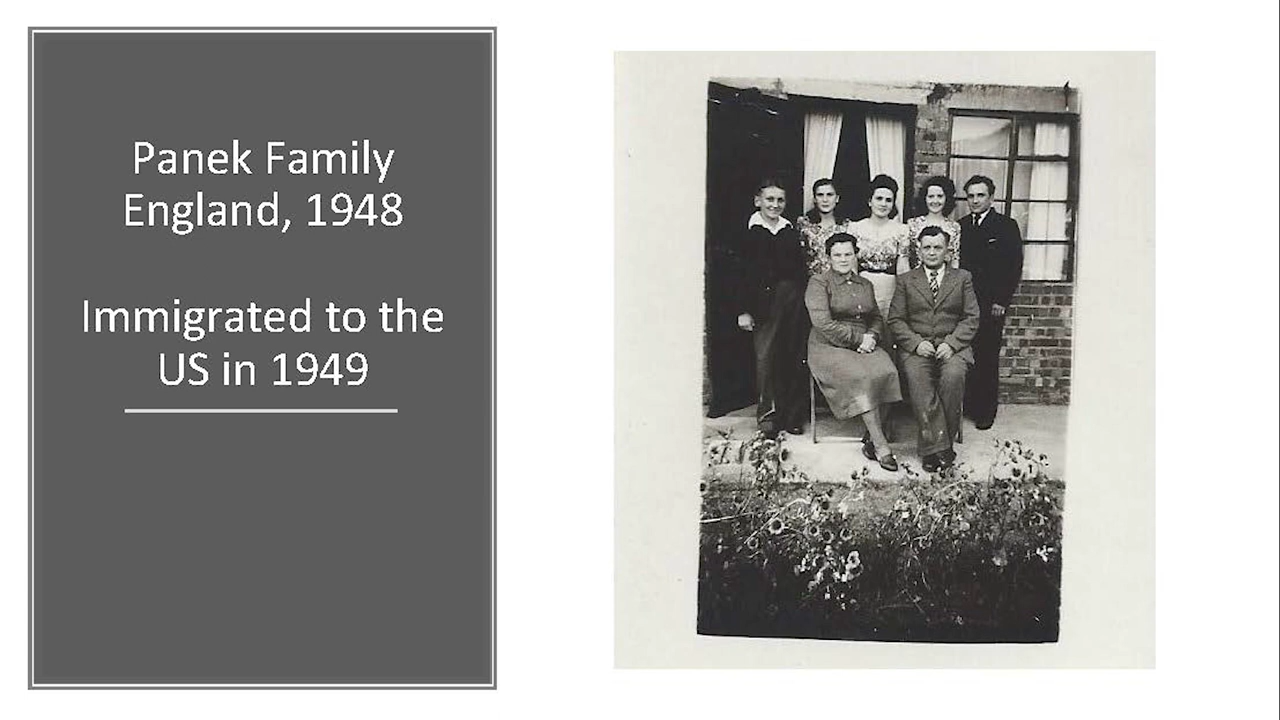 Panek Family
England, 1948
Immigrated to the
US in 1949